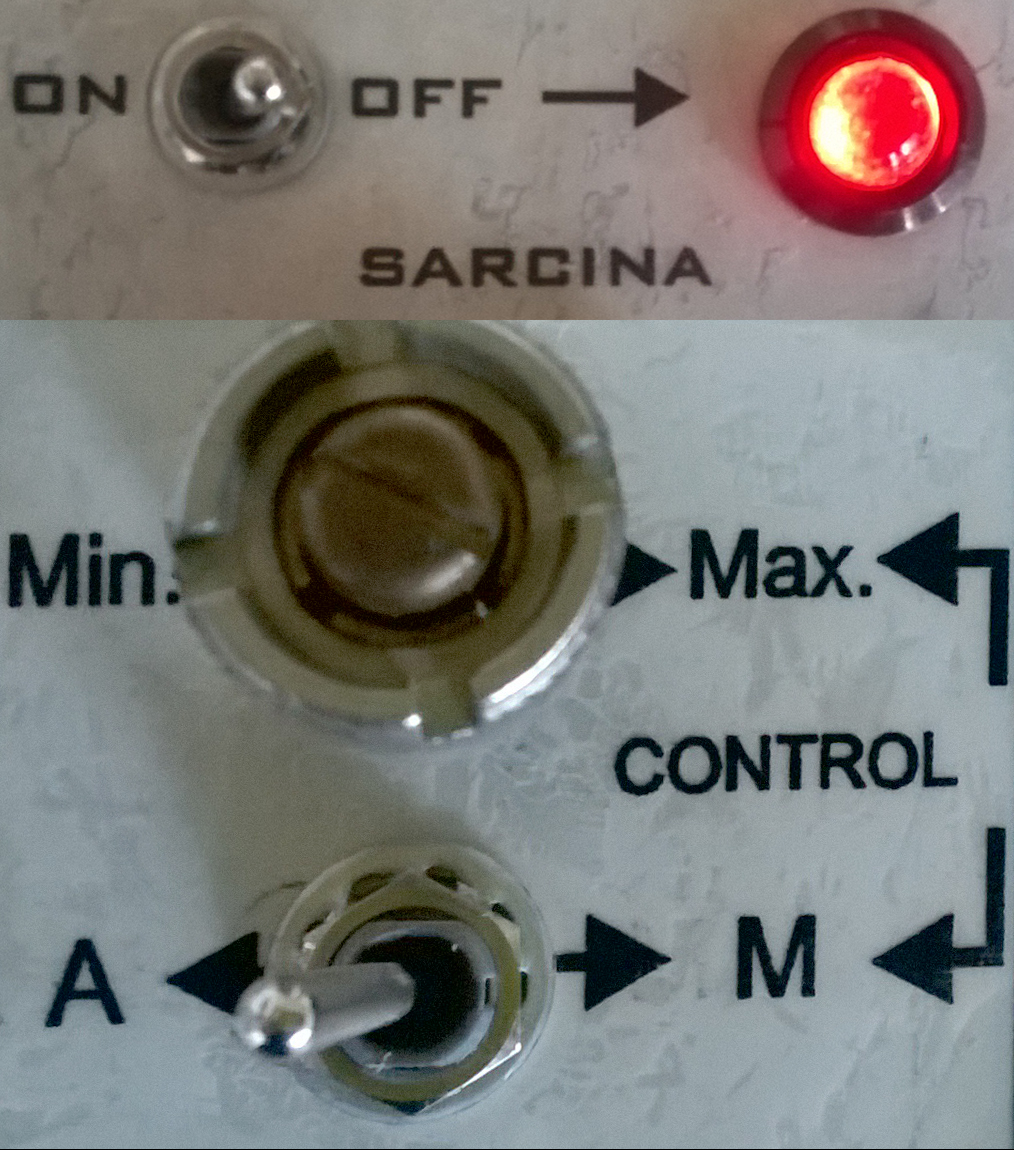 ON OFF
SARCINA
Min. Max.
CONTROL
A M